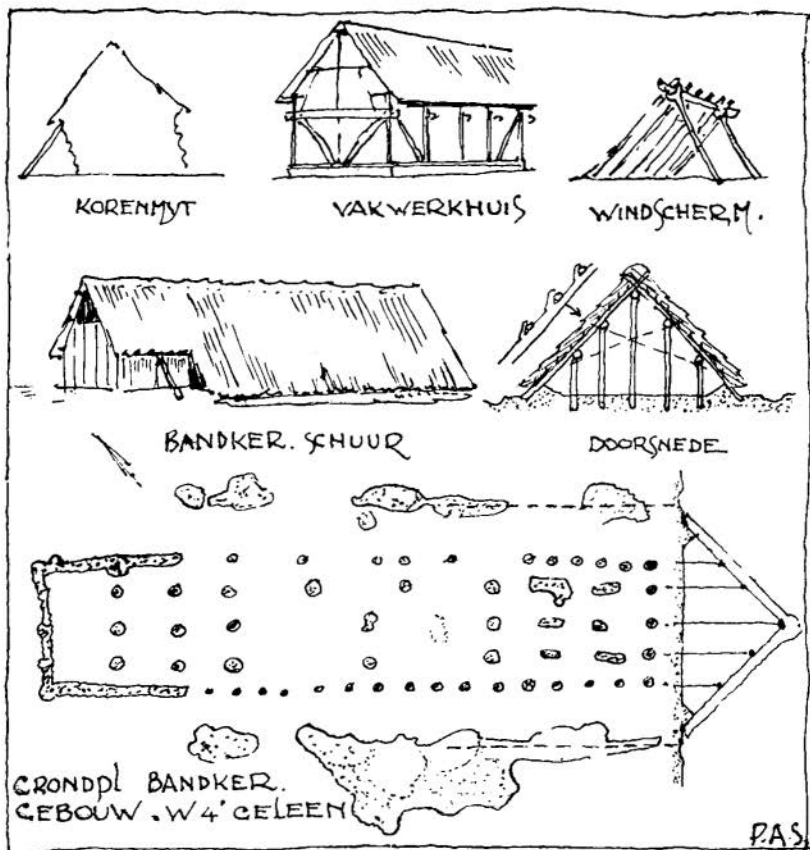 KORENMYT
VAKWERKHUIS
WINDSCHERM.
BANDKER. SCHUUR
DOORSNEDE
GRONDPL BANDKER.
GEBOUW. "W4" GELEEN
P.A.S.